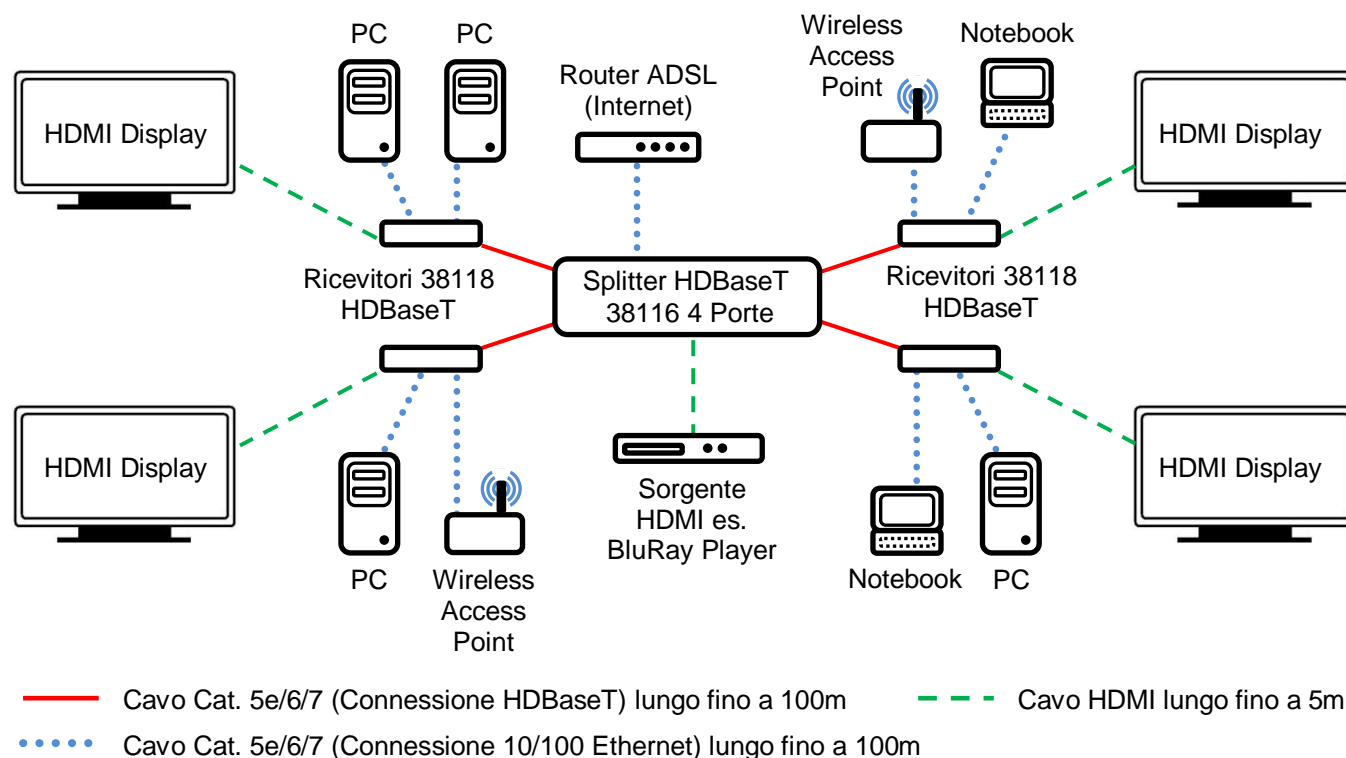 PC
PC
Wireless
Access
Point
Notebook
Router ADSL
(Internet)
HDMI Display
HDMI Display
Ricevitori 38118
HDBaseT
Splitter HDBaseT
38116 4 Porte
Ricevitori 38118
HDBaseT
HDMI Display
HDMI Display
Sorgente
HDMI es.
BluRay Player
PC
Wireless
Access
Point
Notebook
PC
Cavo Cat. 5e/6/7 (Connessione HDBaseT) lungo fino a 100m
Cavo HDMI lungo fino a 5m
Cavo Cat. 5e/6/7 (Connessione 10/100 Ethernet) lungo fino a 100m